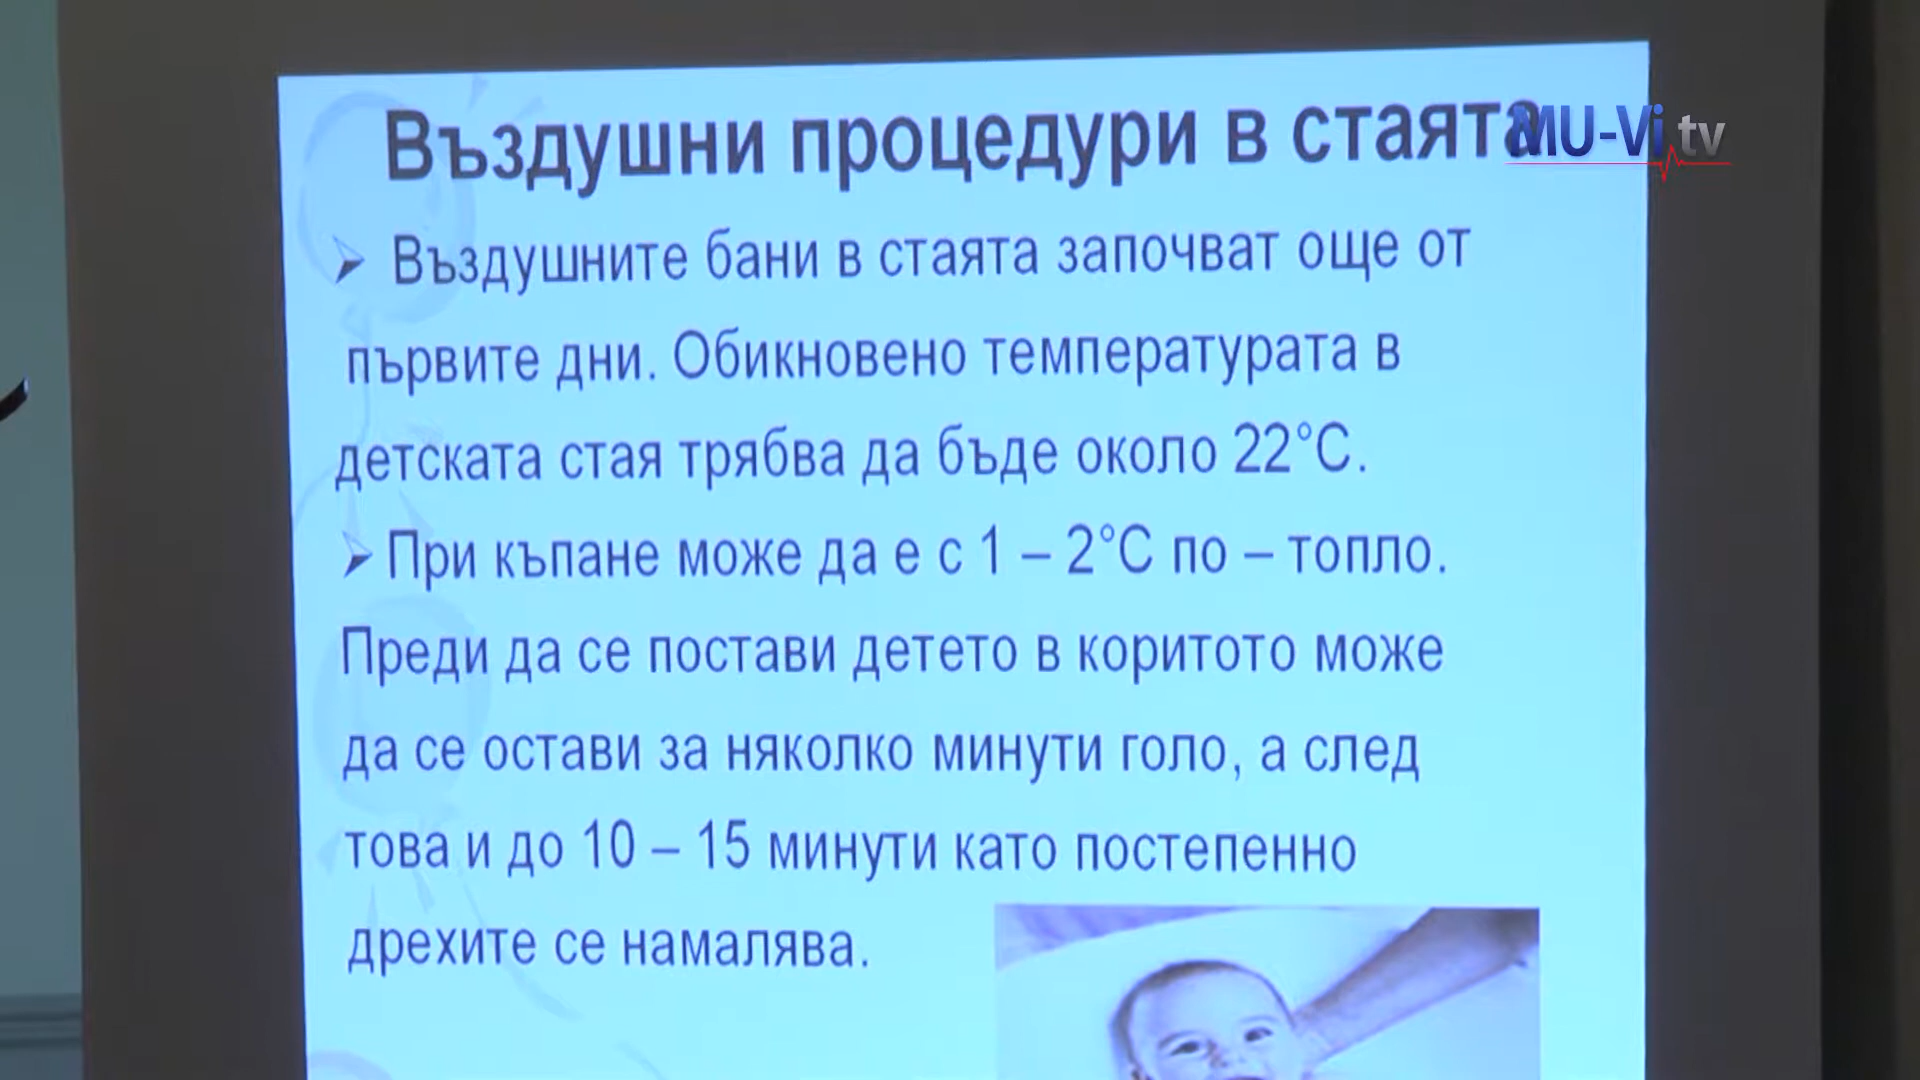 Въздушни процедури в стаята
MU-Vi.tv
➢ Въздушните бани в стаята започват още от
първите дни. Обикновено температурата в
детската стая трябва да бъде около 22°C.
➢ При къпане може да е с 1 – 2°C по – топло.
Преди да се постави детето в коритото може
да се остави за няколко минути голо, а след
това и до 10 – 15 минути като постепенно
дрехите се намалява.